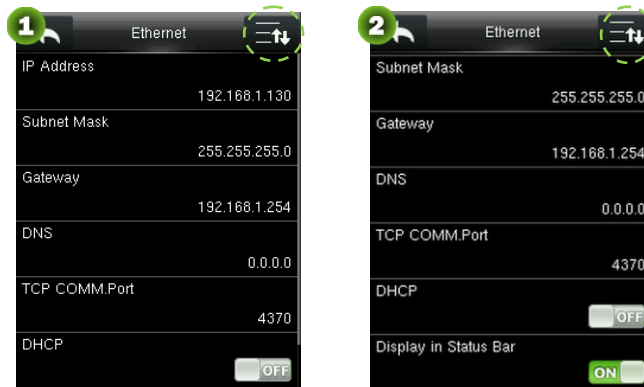 1
Ethernet
IP Address
192.168.1.130
Subnet Mask
255.255.255.0
Gateway
192.168.1.254
DNS
0.0.0.0
TCP COMM.Port
4370
DHCP
OFF
2
Ethernet
Subnet Mask
255.255.255.0
Gateway
192.168.1.254
DNS
0.0.0.0
TCP COMM.Port
4370
DHCP
OFF
Display in Status Bar
ON